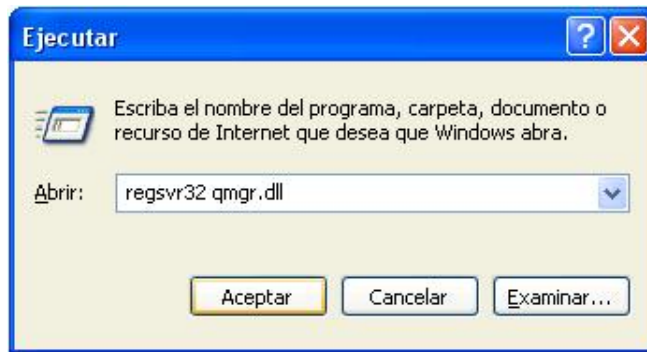 Ejecutar
Escriba el nombre del programa, carpeta, documento o
recurso de Internet que desea que Windows abra.
Abrir: regsvr32 qmgr.dll
Aceptar Cancelar Examinar...